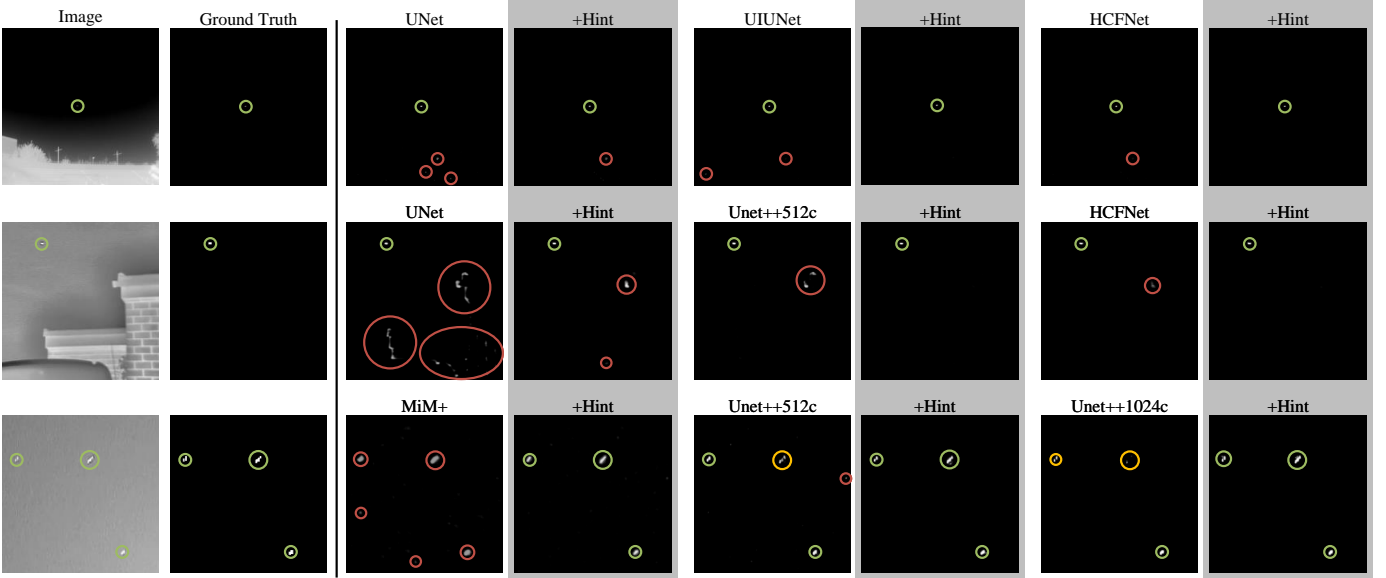 Image Ground Truth UNet +Hint UIUNet +Hint HCFNet +Hint
UNet +Hint Unet++512c +Hint HCFNet +Hint
MiM+ +Hint Unet++512c +Hint Unet++1024c +Hint